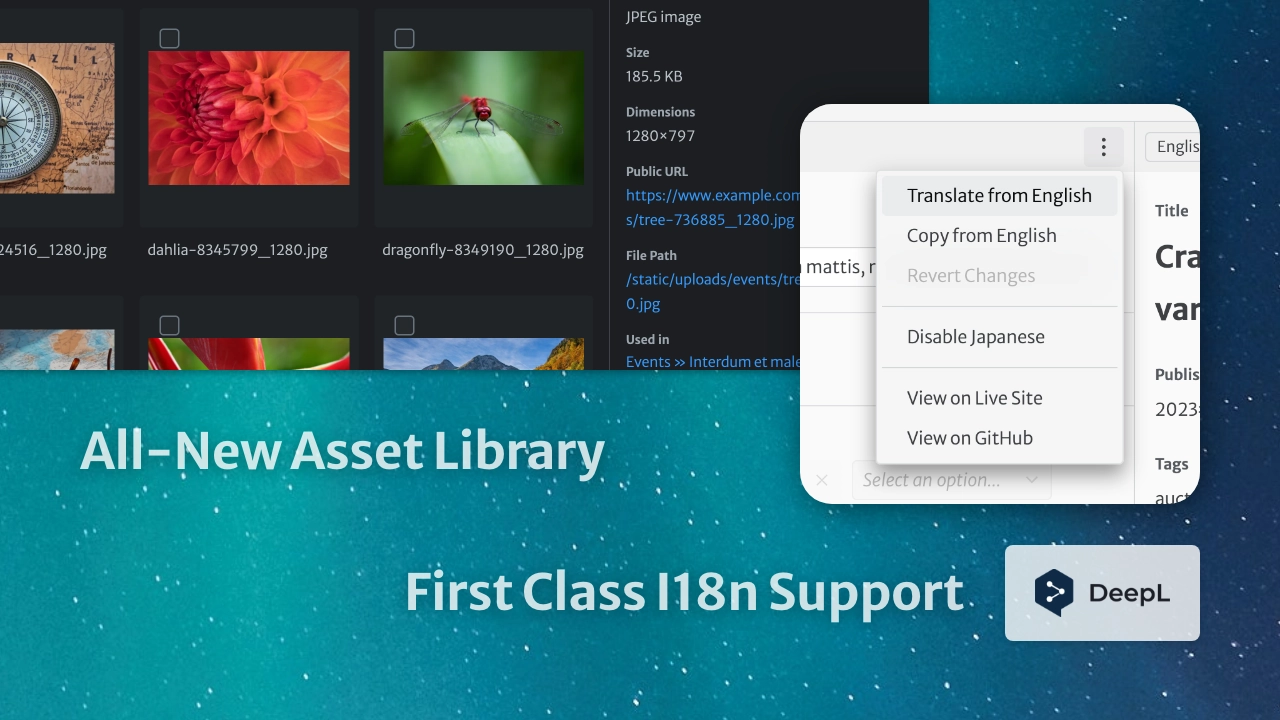 24516_1280.jpg
dahlia-8345799_1280.jpg
dragonfly-8349190_1280.jpg
JPEG image
Size
185.5 KB
Dimensions
1280×797
Public URL
https://www.example.com
s/tree-736885_1280.jpg
File Path
/static/uploads/events/tre
0.jpg
Used in
Events » Interdum et male
Translate from English
Copy from English
Revert Changes
Disable Japanese
View on Live Site
View on GitHub
mattis, r
Select an option...
Englis
Title
Cra
var
Publis
2023
Tags
auct
All-New Asset Library
First Class I18n Support
DeepL